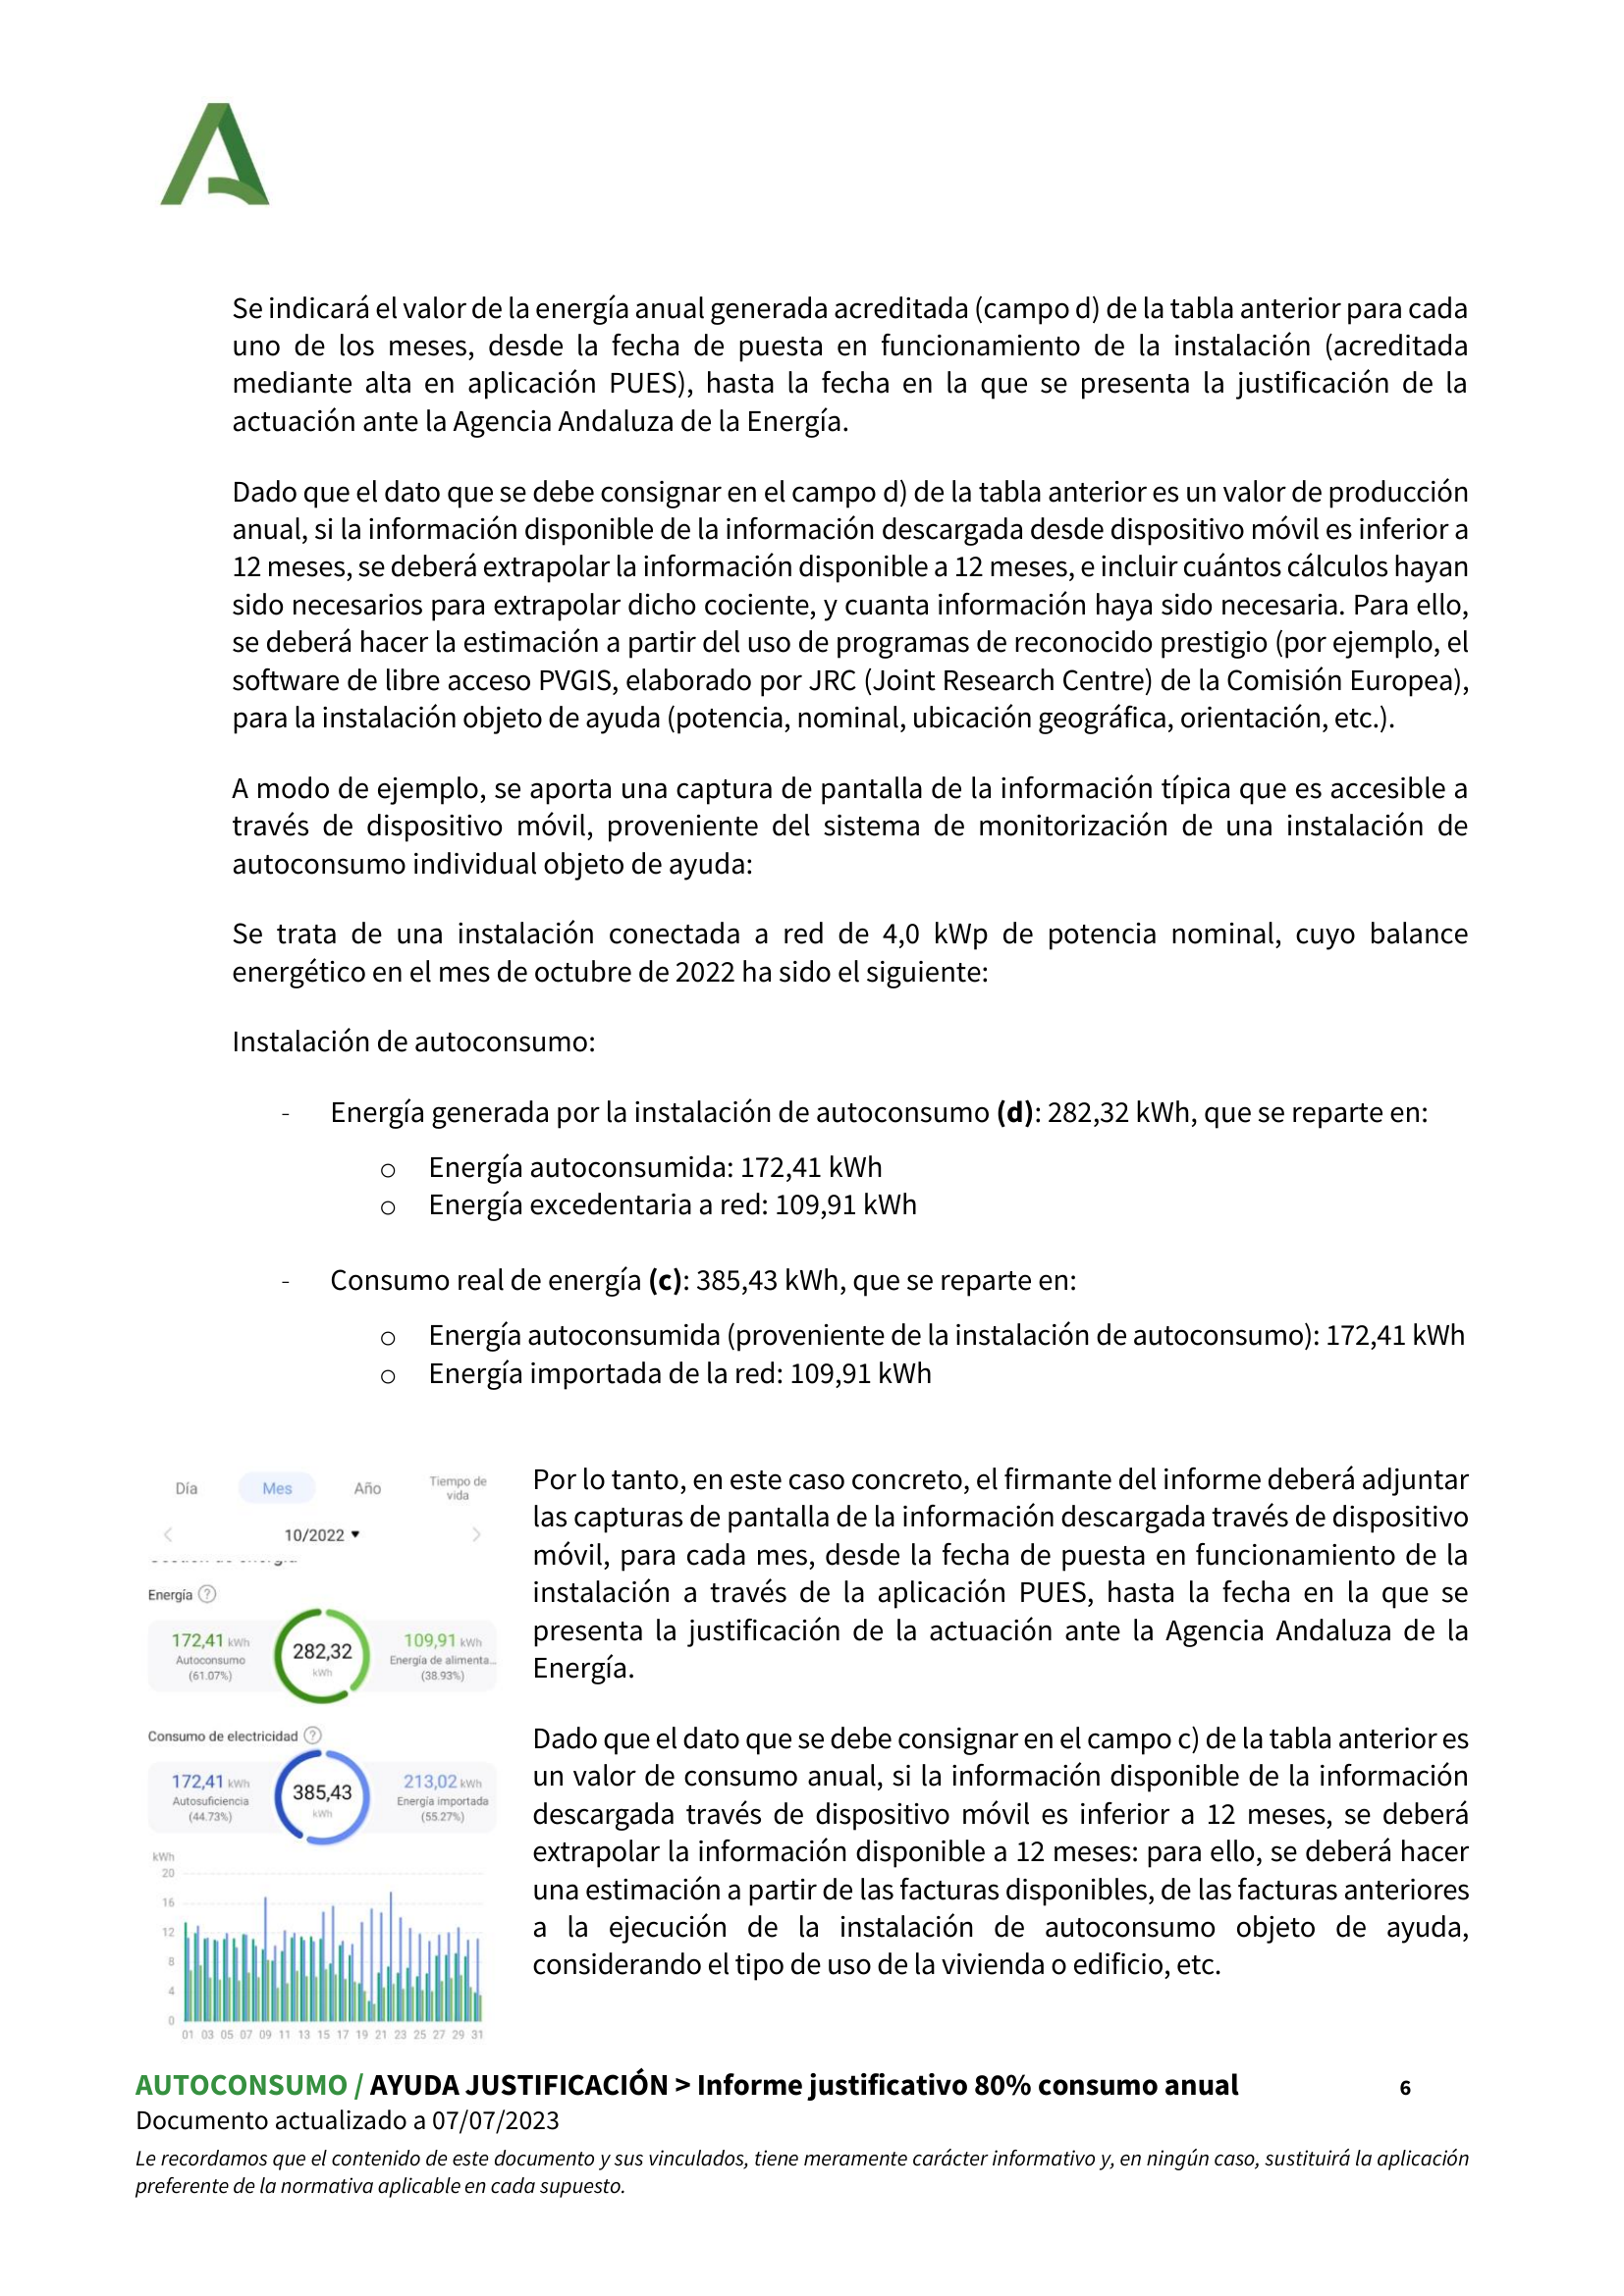 Se indicará el valor de la energía anual generada acreditada (campo d) de la tabla anterior para cada
uno de los meses, desde la fecha de puesta en funcionamiento de la instalación (acreditada
mediante alta en aplicación PUES), hasta la fecha en la que se presenta la justificación de la
actuación ante la Agencia Andaluza de la Energía.
Dado que el dato que se debe consignar en el campo d) de la tabla anterior es un valor de producción
anual, si la información disponible de la información descargada desde dispositivo móvil es inferior a
12 meses, se deberá extrapolar la información disponible a 12 meses, e incluir cuántos cálculos hayan
sido necesarios para extrapolar dicho cociente, y cuanta información haya sido necesaria. Para ello,
se deberá hacer la estimación a partir del uso de programas de reconocido prestigio (por ejemplo, el
software de libre acceso PVGIS, elaborado por JRC (Joint Research Centre) de la Comisión Europea),
para la instalación objeto de ayuda (potencia, nominal, ubicación geográfica, orientación, etc.).
A modo de ejemplo, se aporta una captura de pantalla de la información típica que es accesible a
través de dispositivo móvil, proveniente del sistema de monitorización de una instalación de
autoconsumo individual objeto de ayuda:
Se trata de una instalación conectada a red de 4,0 kWp de potencia nominal, cuyo balance
energético en el mes de octubre de 2022 ha sido el siguiente:
Instalación de autoconsumo:
- Energía generada por la instalación de autoconsumo (d): 282,32 kWh, que se reparte en:
o Energía autoconsumida: 172,41 kWh
o Energía excedentaria a red: 109,91 kWh
- Consumo real de energía (c): 385,43 kWh, que se reparte en:
o Energía autoconsumida (proveniente de la instalación de autoconsumo): 172,41 kWh
o Energía importada de la red: 109,91 kWh
Día Mes Año Tiempo de
vida
< 10/2022 ▾ >
Energía ?
172,41 kWh 282,32 109,91 kWh
Autoconsumo kWh Energía de alimenta...
(61.07%) (38.93%)
Consumo de electricidad ?
172,41 kWh 385,43 213,02 kWh
Autosuficiencia kWh Energía importada
(44.73%) (55.27%)
kWh
20
16
12
8
4
0
01 03 05 07 09 11 13 15 17 19 21 23 25 27 29 31
Por lo tanto, en este caso concreto, el firmante del informe deberá adjuntar
las capturas de pantalla de la información descargada través de dispositivo
móvil, para cada mes, desde la fecha de puesta en funcionamiento de la
instalación a través de la aplicación PUES, hasta la fecha en la que se
presenta la justificación de la actuación ante la Agencia Andaluza de la
Energía.
Dado que el dato que se debe consignar en el campo c) de la tabla anterior es
un valor de consumo anual, si la información disponible de la información
descargada través de dispositivo móvil es inferior a 12 meses, se deberá
extrapolar la información disponible a 12 meses: para ello, se deberá hacer
una estimación a partir de las facturas disponibles, de las facturas anteriores
a la ejecución de la instalación de autoconsumo objeto de ayuda,
considerando el tipo de uso de la vivienda o edificio, etc.
AUTOCONSUMO / AYUDA JUSTIFICACIÓN > Informe justificativo 80% consumo anual 6
Documento actualizado a 07/07/2023
Le recordamos que el contenido de este documento y sus vinculados, tiene meramente carácter informativo y, en ningún caso, sustituirá la aplicación
preferente de la normativa aplicable en cada supuesto.